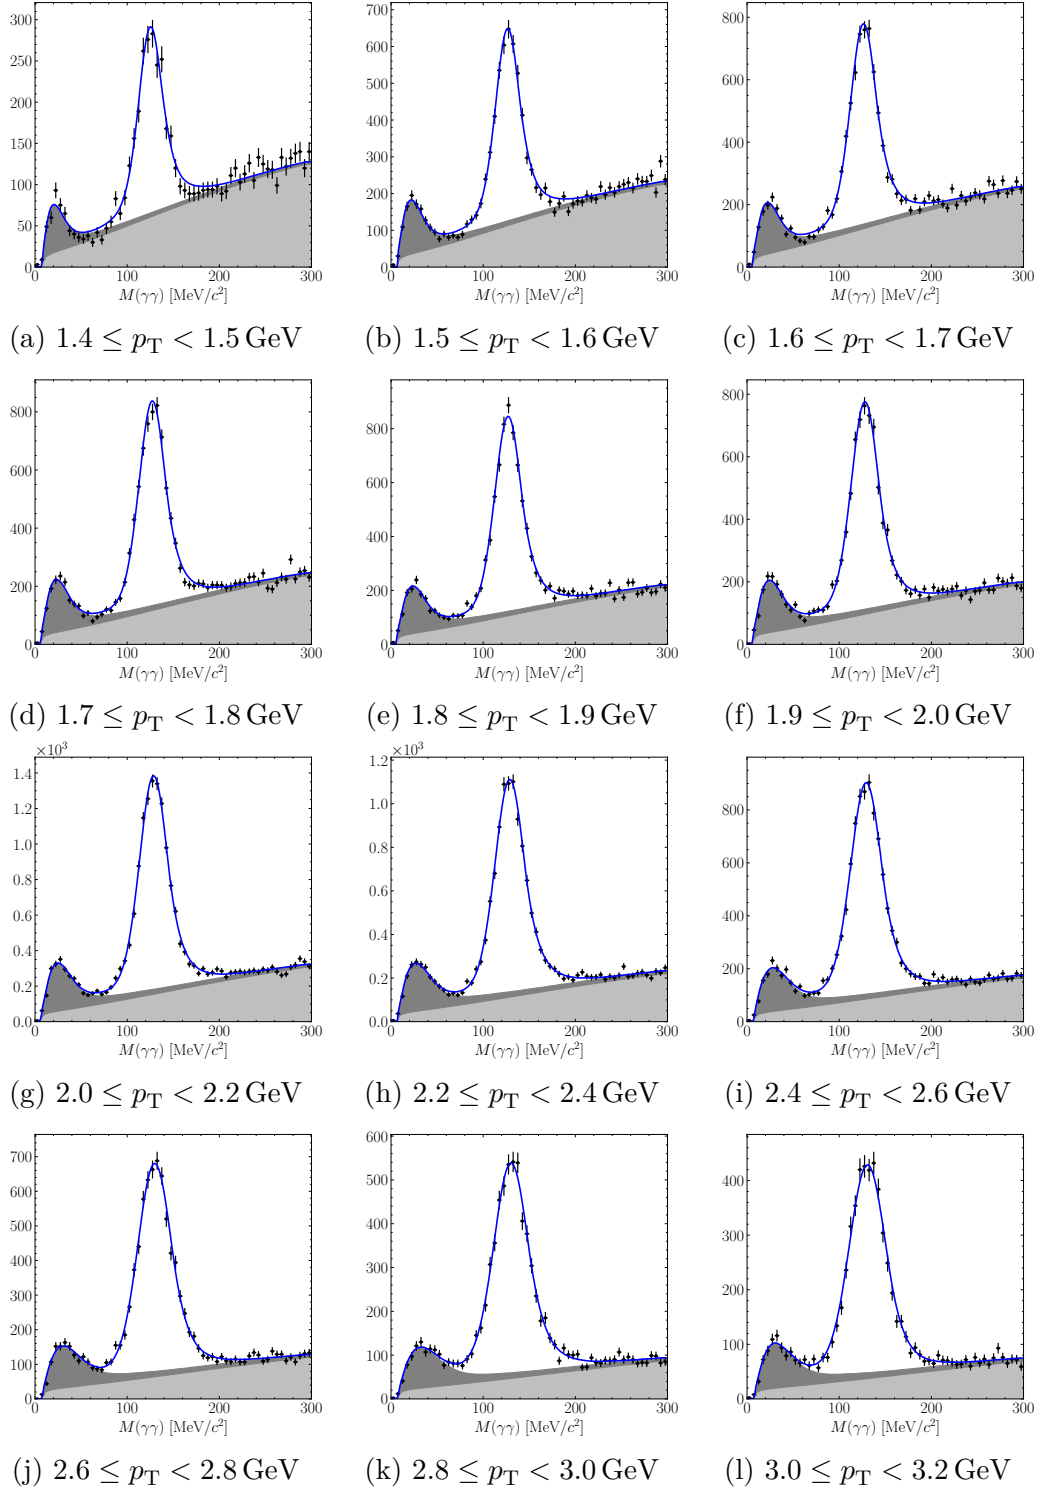 300 700 800
250 600 600
200 500 400
150 400 200
100 300 0
50 200
0 100
0
0 100 200 300 0 100 200 300 0 100 200 300
M(γγ) [MeV/c²] M(γγ) [MeV/c²] M(γγ) [MeV/c²]
(a) 1.4 ≤ p_T < 1.5 GeV (b) 1.5 ≤ p_T < 1.6 GeV (c) 1.6 ≤ p_T < 1.7 GeV
800 800 800
600 600 600
400 400 400
200 200 200
0 0 0
0 100 200 300 0 100 200 300 0 100 200 300
M(γγ) [MeV/c²] M(γγ) [MeV/c²] M(γγ) [MeV/c²]
(d) 1.7 ≤ p_T < 1.8 GeV (e) 1.8 ≤ p_T < 1.9 GeV (f) 1.9 ≤ p_T < 2.0 GeV
×10³ ×10³
1.4 1.2 800
1.2 1.0 600
1.0 0.8 400
0.8 0.6 200
0.6 0.4 0
0.4 0.2
0.2 0.0
0.0
0 100 200 300 0 100 200 300 0 100 200 300
M(γγ) [MeV/c²] M(γγ) [MeV/c²] M(γγ) [MeV/c²]
(g) 2.0 ≤ p_T < 2.2 GeV (h) 2.2 ≤ p_T < 2.4 GeV (i) 2.4 ≤ p_T < 2.6 GeV
700 600 400
600 500 300
500 400 200
400 300 100
300 200 0
200 100
100 0
0
0 100 200 300 0 100 200 300 0 100 200 300
M(γγ) [MeV/c²] M(γγ) [MeV/c²] M(γγ) [MeV/c²]
(j) 2.6 ≤ p_T < 2.8 GeV (k) 2.8 ≤ p_T < 3.0 GeV (l) 3.0 ≤ p_T < 3.2 GeV